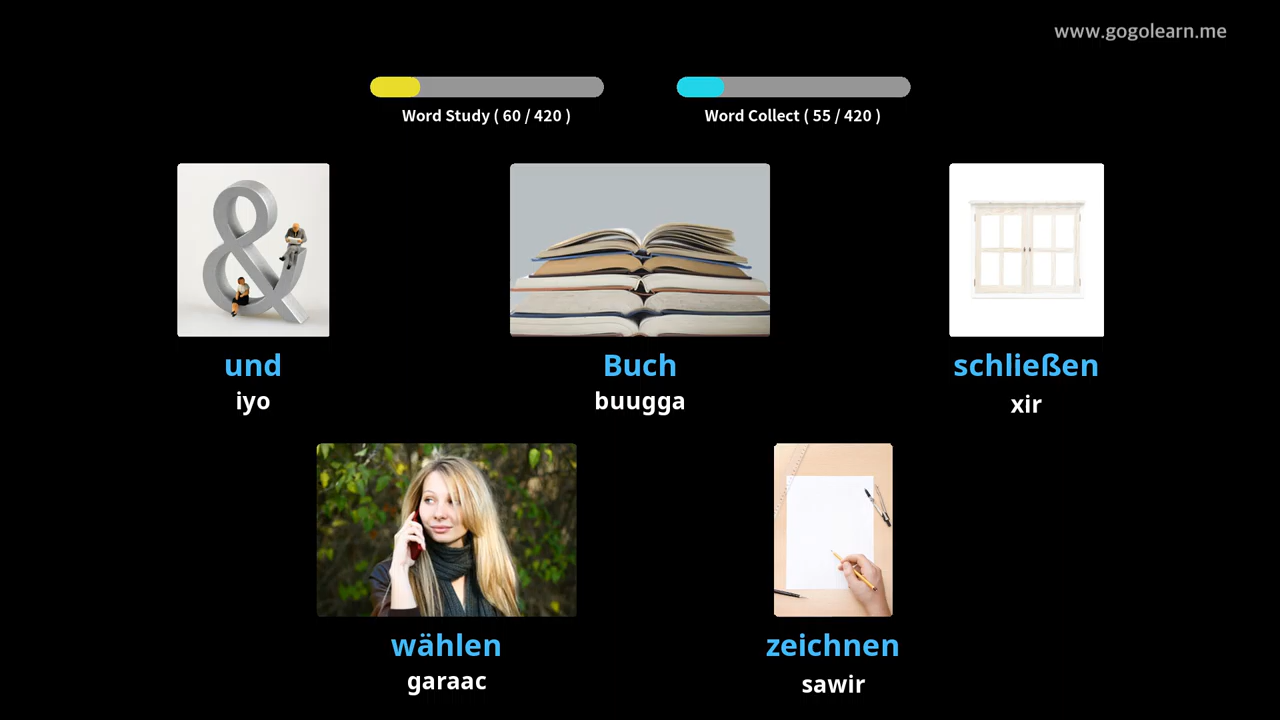 www.gogolearn.me
Word Study ( 60 / 420 )
Word Collect ( 55 / 420 )
&
und
iyo
Buch
buugga
schließen
xir
wählen
garaac
zeichnen
sawir